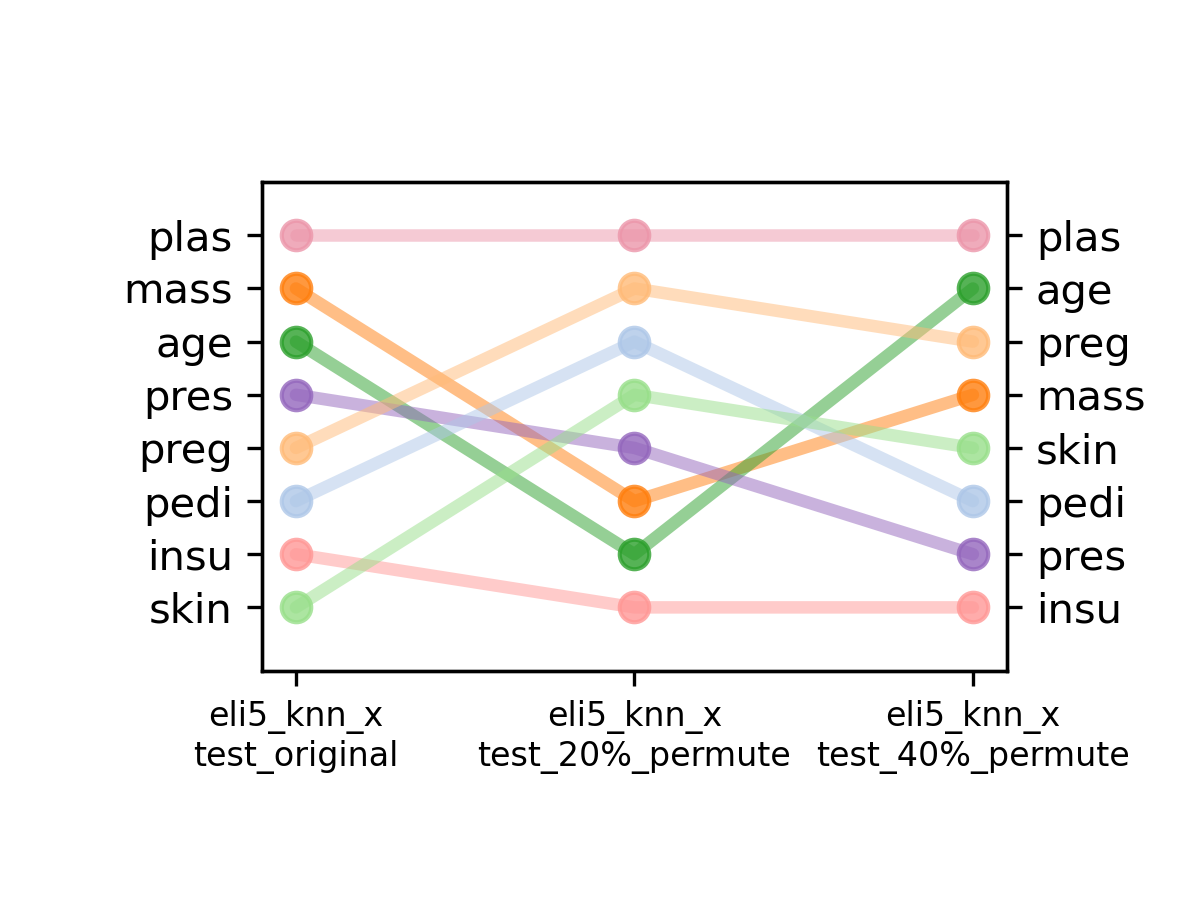 plas
mass
age
pres
preg
pedi
insu
skin
plas
age
preg
mass
skin
pedi
pres
insu
eli5_knn_x
test_original
eli5_knn_x
test_20%_permute
eli5_knn_x
test_40%_permute